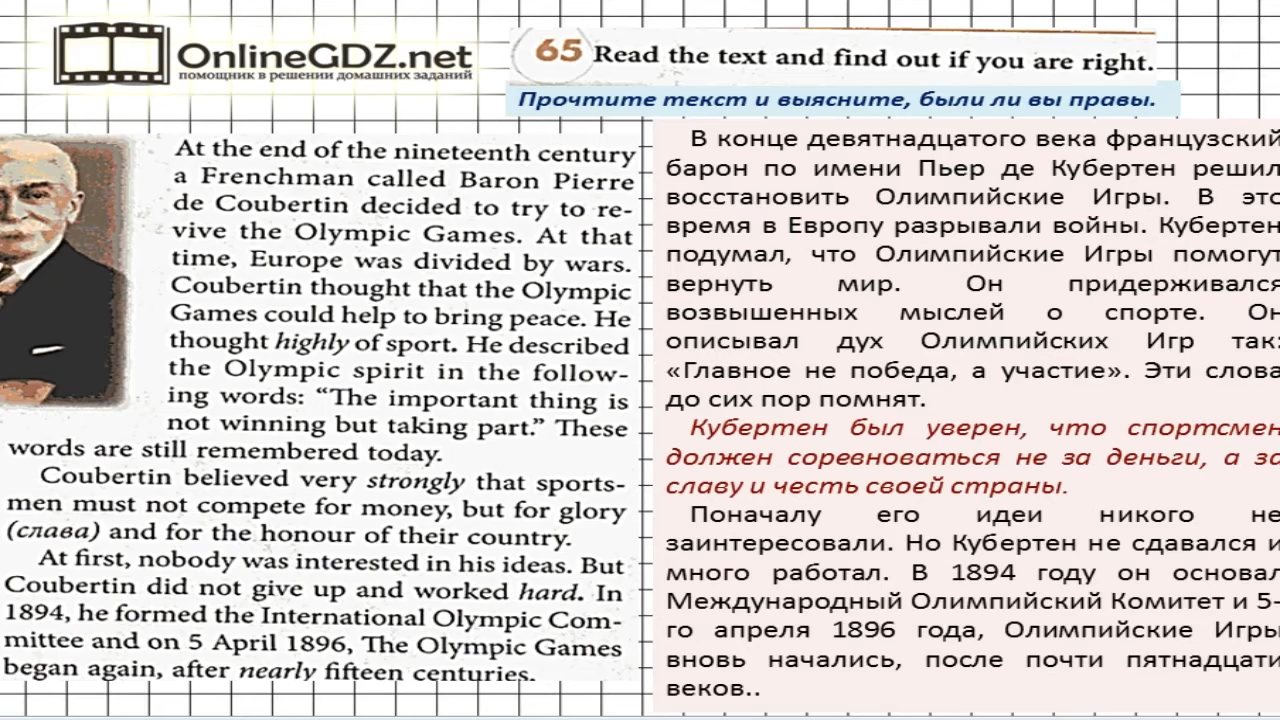 OnlineGDZ.net
помощник в решении домашних заданий
65 Read the text and find out if you are right.
Прочтите текст и выясните, были ли вы правы.
At the end of the nineteenth century
a Frenchman called Baron Pierre
de Coubertin decided to try to re-
vive the Olympic Games. At that
time, Europe was divided by wars.
Coubertin thought that the Olympic
Games could help to bring peace. He
thought highly of sport. He described
the Olympic spirit in the follow-
ing words: “The important thing is
not winning but taking part.” These
words are still remembered today.
Coubertin believed very strongly that sports-
men must not compete for money, but for glory
(слава) and for the honour of their country.
At first, nobody was interested in his ideas. But
Coubertin did not give up and worked hard. In
1894, he formed the International Olympic Com-
mittee and on 5 April 1896, The Olympic Games
began again, after nearly fifteen centuries.
В конце девятнадцатого века французский
барон по имени Пьер де Кубертен решил
восстановить Олимпийские Игры. В это
время в Европу разрывали войны. Кубертен
подумал, что Олимпийские Игры помогут
вернуть мир. Он придерживался
возвышенных мыслей о спорте. Он
описывал дух Олимпийских Игр так:
«Главное не победа, а участие». Эти слова
до сих пор помнят.
Кубертен был уверен, что спортсмен
должен соревноваться не за деньги, а за
славу и честь своей страны.
Поначалу его идеи никого не
заинтересовали. Но Кубертен не сдавался и
много работал. В 1894 году он основал
Международный Олимпийский Комитет и 5-
го апреля 1896 года, Олимпийские Игры
вновь начались, после почти пятнадцати
веков..